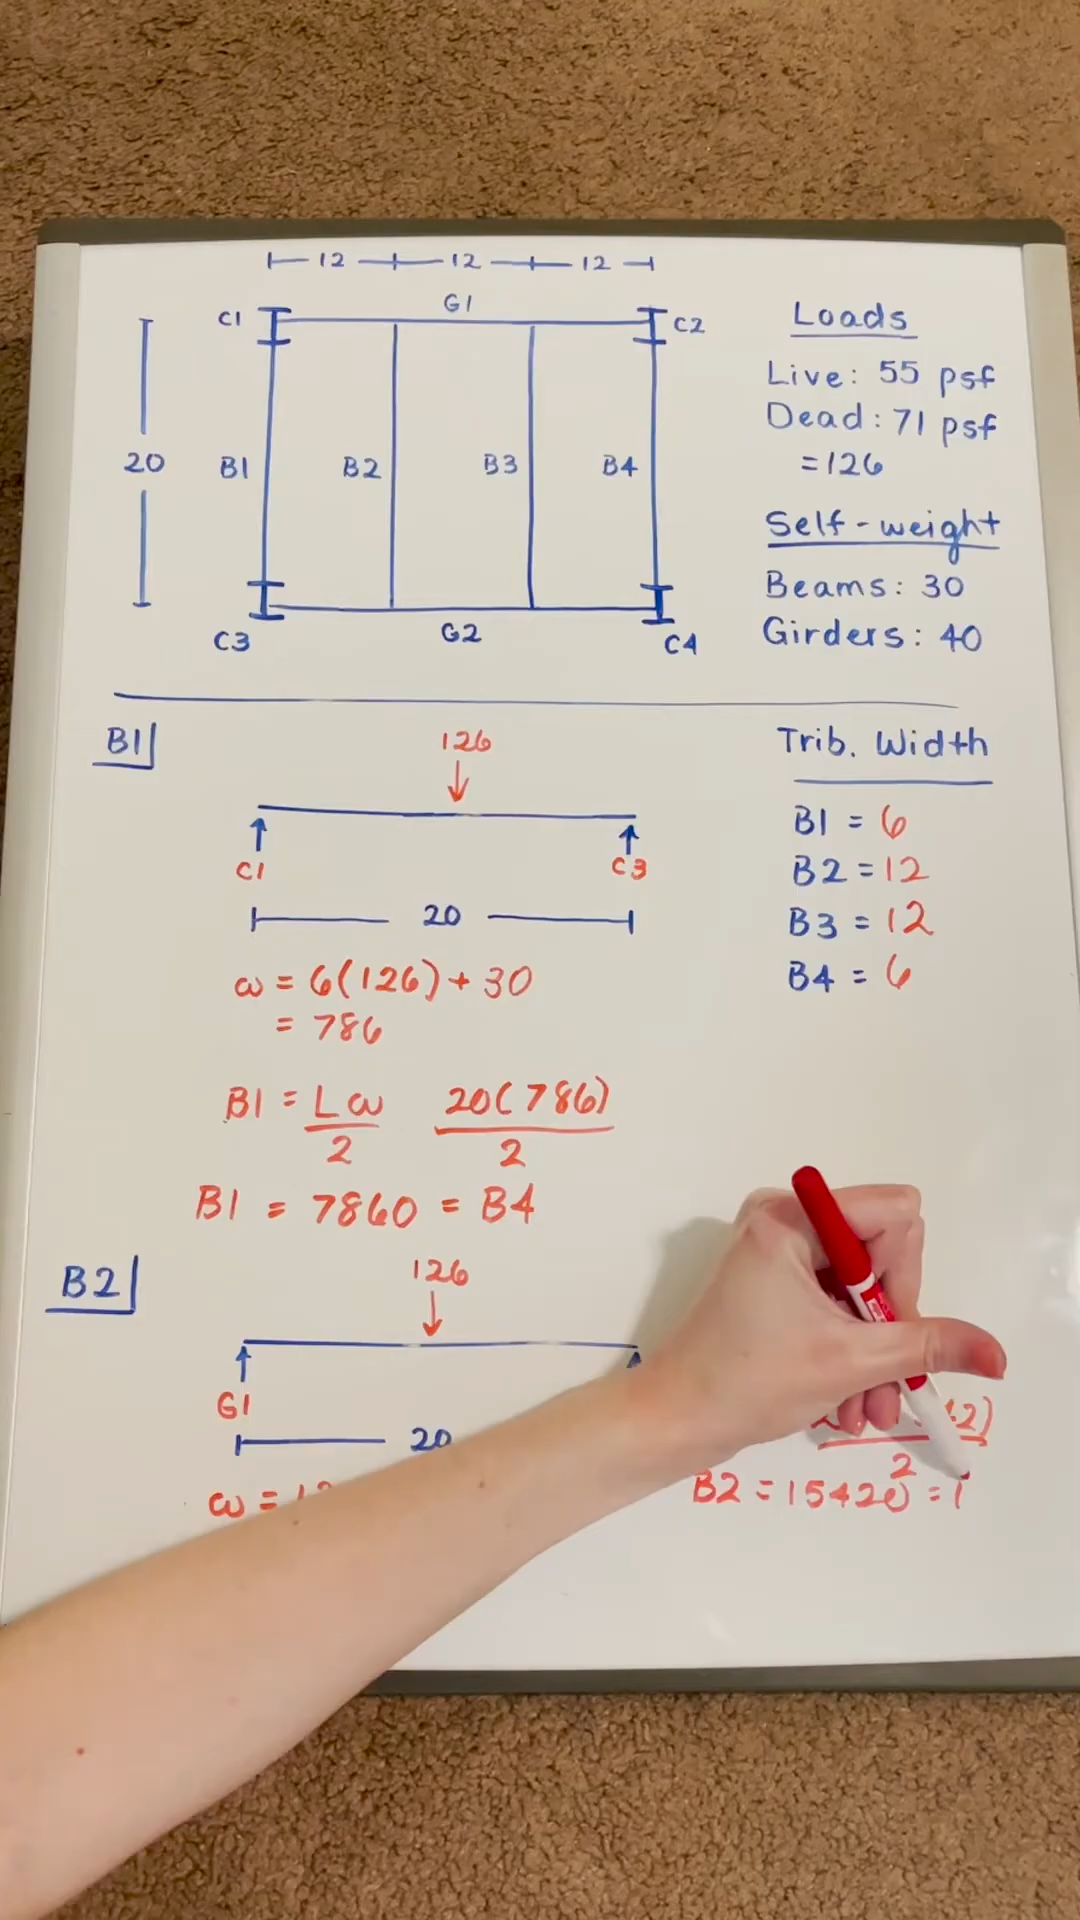 12 12 12
G1
C1 C2
20 B1 B2 B3 B4
C3 G2 C4
Loads
Live: 55 psf
Dead: 71 psf
=126
Self-weight
Beams: 30
Girders: 40
B1
126
C1 C3
20
ω = 6(126) + 30
= 786
B1 = Lω/2 20(786)/2
B1 = 7860 = B4
Trib. Width
B1 = 6
B2 = 12
B3 = 12
B4 = 6
B2
126
G1
20
ω =
2)
2
B2 = 15420 =